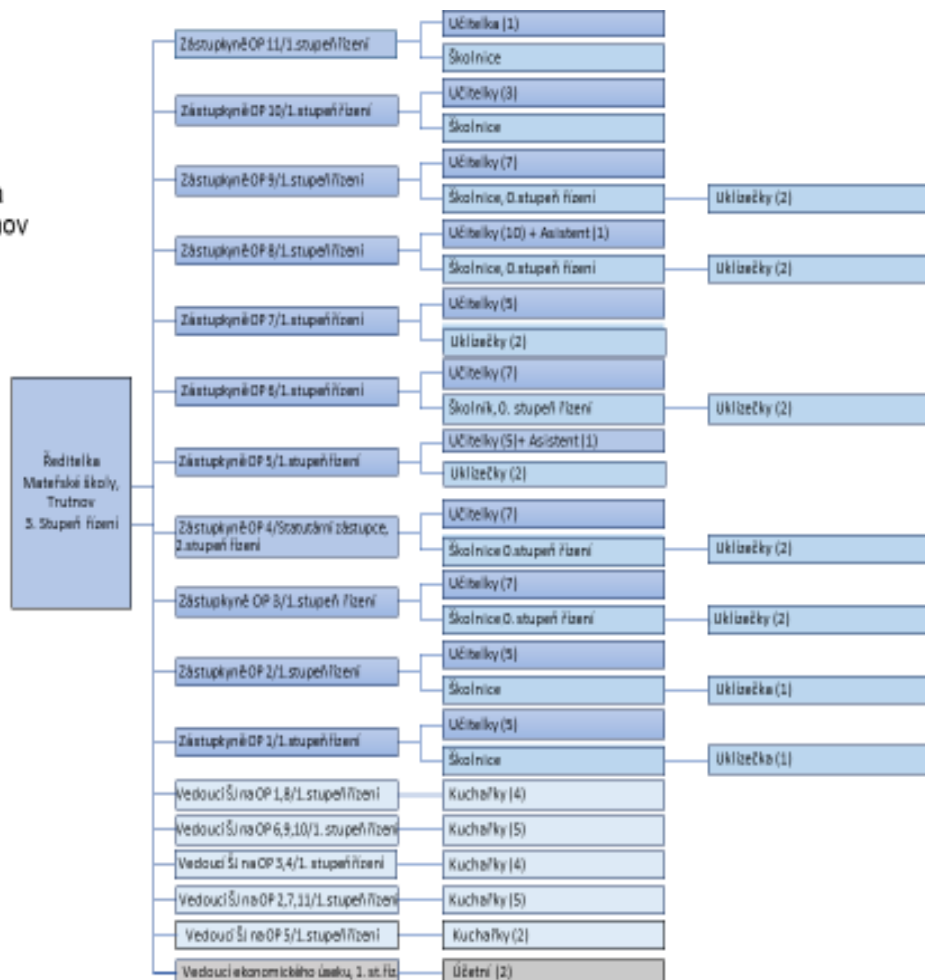 Učitelka (1)
Zástupkyně OP 11/1.stupeň řízení
Školnice
Učitelky (3)
Zástupkyně OP 10/1.stupeň řízení
Školnice
Učitelky (7)
Zástupkyně OP 9/1.stupeň řízení
Školnice, 0.stupeň řízení
Uklízečky (2)
Učitelky (10) + Asistent (1)
Zástupkyně OP 8/1.stupeň řízení
Školnice, 0.stupeň řízení
Uklízečky (2)
Učitelky (5)
Zástupkyně OP 7/1.stupeň řízení
Uklízečky (2)
Učitelky (7)
Zástupkyně OP 6/1.stupeň řízení
Školník, 0. stupeň řízení
Uklízečky (2)
Učitelky (5)+ Asistent (1)
Zástupkyně OP 5/1.stupeň řízení
Uklízečky (2)
Ředitelka
Mateřské školy,
Trutnov
3. Stupeň řízení
Učitelky (7)
Zástupkyně OP 4/Statutární zástupce,
2.stupeň řízení
Školnice 0.stupeň řízení
Uklízečky (2)
Učitelky (7)
Zástupkyně OP 3/1.stupeň řízení
Školnice 0. stupeň řízení
Uklízečky (2)
Učitelky (5)
Zástupkyně OP 2/1.stupeň řízení
Školnice
Uklízečka (1)
Učitelky (5)
Zástupkyně OP 1/1.stupeň řízení
Školnice
Uklízečka (1)
Vedoucí ŠJ na OP 1,8/1.stupeň řízení
Kuchařky (4)
Vedoucí ŠJ na OP 6,9,10/1. stupeň řízení
Kuchařky (5)
Vedoucí ŠJ na OP 3,4/1. stupeň řízení
Kuchařky (4)
Vedoucí ŠJ na OP 2,7,11/1.stupeň řízení
Kuchařky (5)
Vedoucí ŠJ na OP 5/1.stupeň řízení
Kuchařky (2)
Vedoucí ekonomického úseku, 1. st.říz.
Účetní (2)